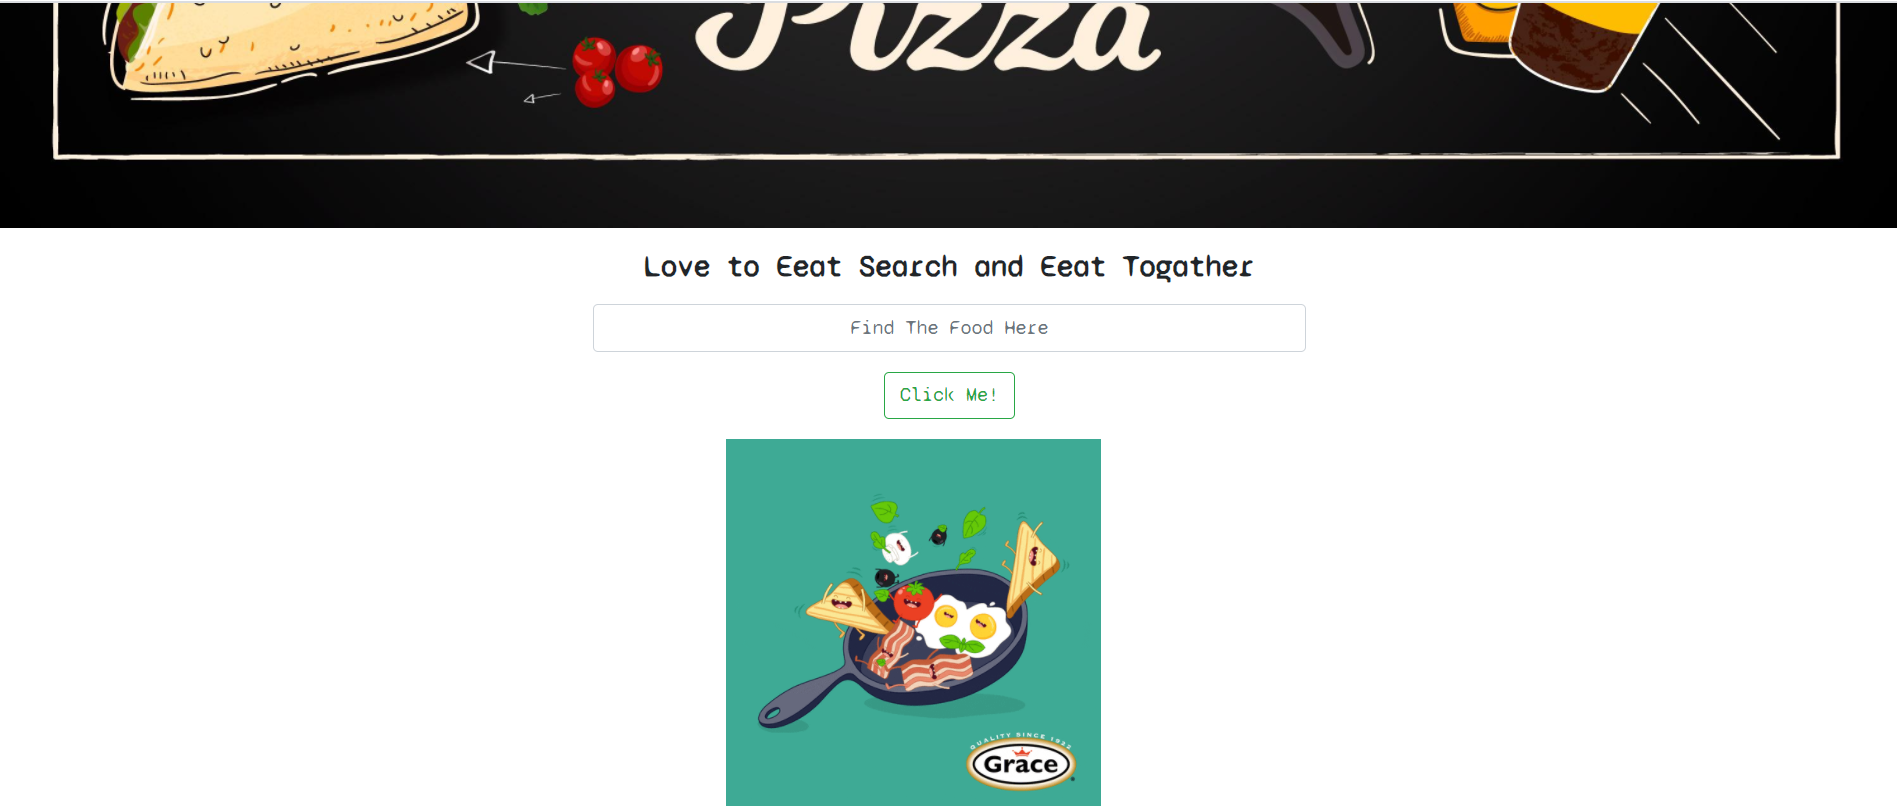 Pizza
Love to Eeat Search and Eeat Togather
Find The Food Here
Click Me!
QUALITY SINCE 1922
Grace